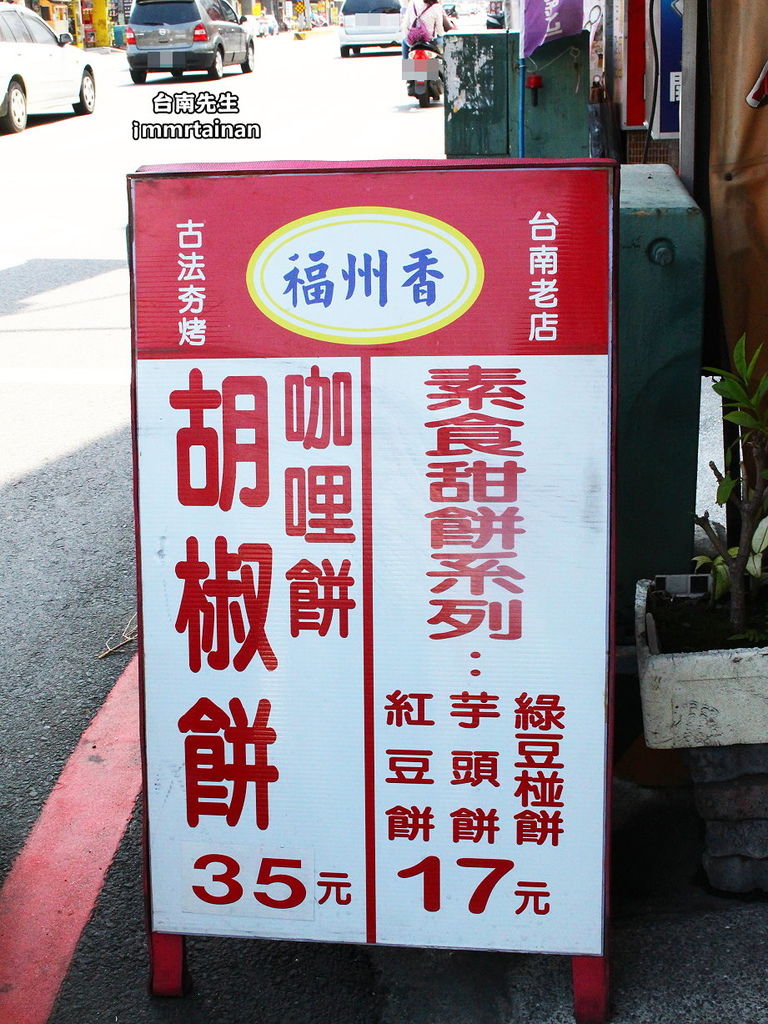 台南先生
jmmrtainan
台南老店
福州香
古法夯烤
素食甜餅系列：
綠豆椪餅
芋頭餅
紅豆餅
17元
咖哩餅
胡椒餅
35元